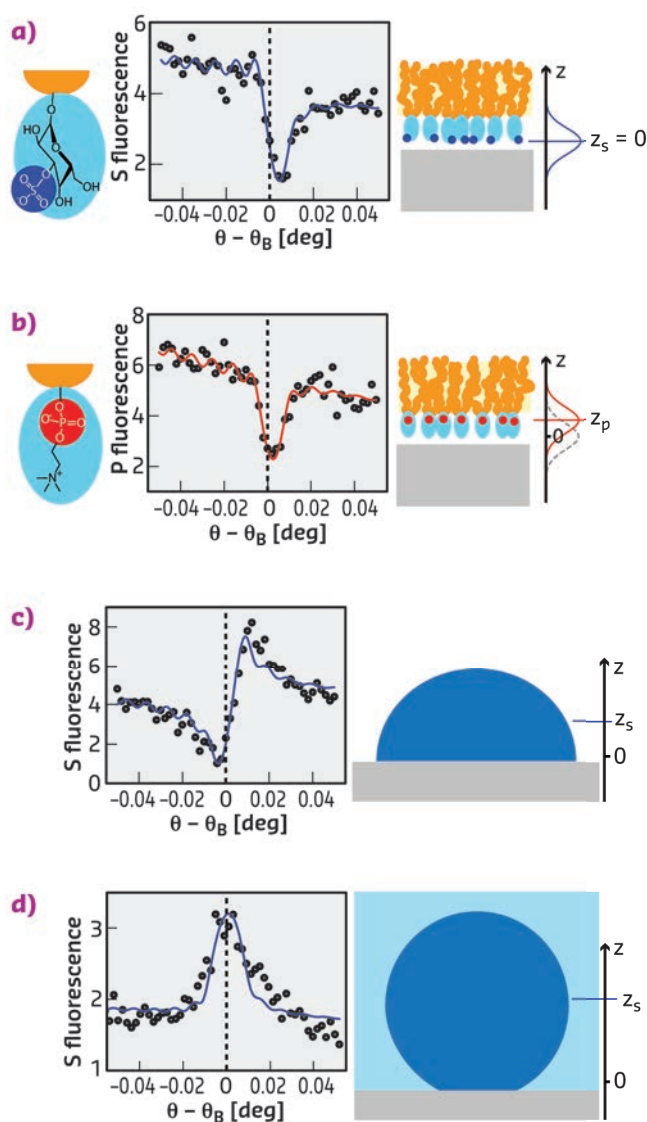 a)
S fluorescence
6
4
2
-0.04 -0.02 0 0.02 0.04
θ – θB [deg]
O
HO
O
O
O
S
O
O
OH
OH
z
zs = 0
b)
P fluorescence
8
6
4
2
-0.04 -0.02 0 0.02 0.04
θ – θB [deg]
O
O- P=O
O
N+
z
zp
0
c)
S fluorescence
8
6
4
2
0
-0.04 -0.02 0 0.02 0.04
θ – θB [deg]
z
zs
0
d)
S fluorescence
3
2
1
-0.04 -0.02 0 0.02 0.04
θ – θB [deg]
z
zs
0